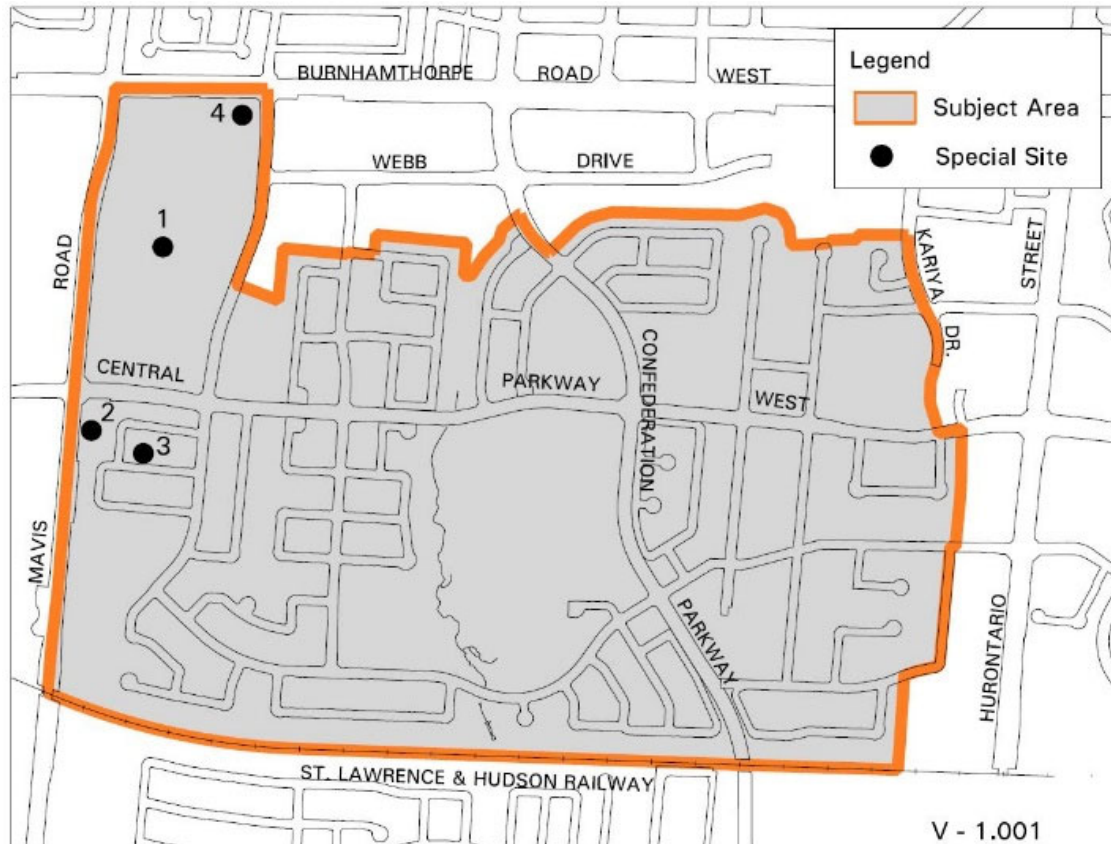 BURNHAMTHORPE ROAD WEST
Legend
Subject Area
Special Site
4
WEBB DRIVE
1
ROAD
KARIYA DR.
STREET
CENTRAL PARKWAY WEST
CONFEDERATION PARKWAY
2
3
MAVIS
HURONTARIO
ST. LAWRENCE & HUDSON RAILWAY
V - 1.001